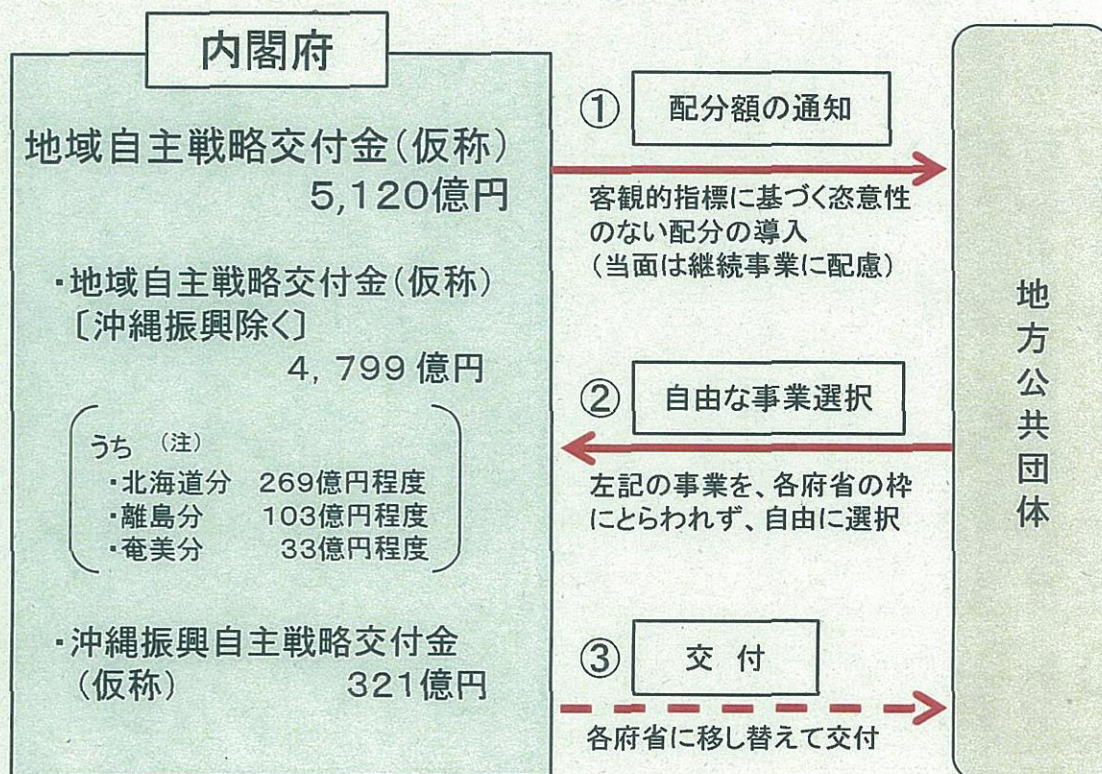 内閣府
地域自主戦略交付金(仮称)
5,120億円
・地域自主戦略交付金(仮称)
〔沖縄振興除く〕
4,799億円
うち (注)
・北海道分 269億円程度
・離島分 103億円程度
・奄美分 33億円程度
・沖縄振興自主戦略交付金
(仮称) 321億円
① 配分額の通知
客観的指標に基づく恣意性
のない配分の導入
(当面は継続事業に配慮)
② 自由な事業選択
左記の事業を、各府省の枠
にとらわれず、自由に選択
③ 交 付
各府省に移し替えて交付
地方公共団体